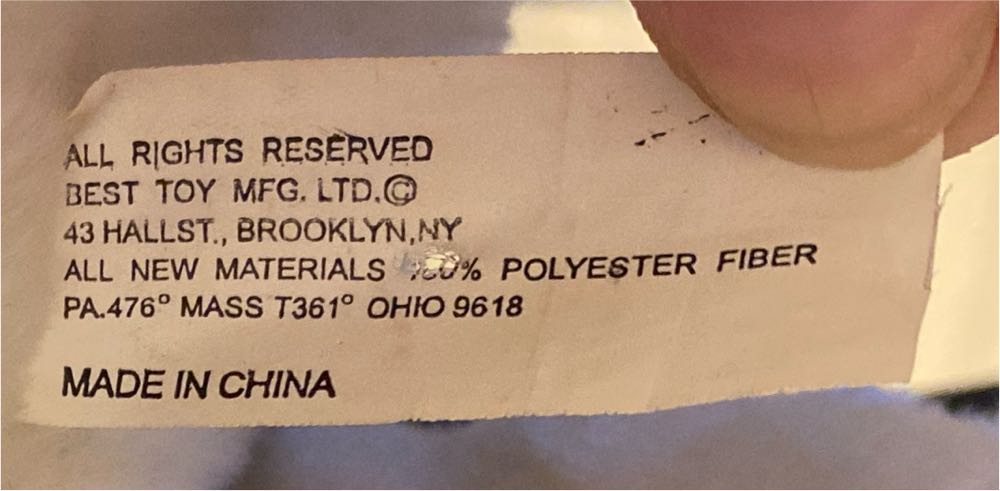 ALL RIGHTS RESERVED
BEST TOY MFG. LTD.©
43 HALLST., BROOKLYN,NY
ALL NEW MATERIALS 100% POLYESTER FIBER
PA.476° MASS T361° OHIO 9618
MADE IN CHINA